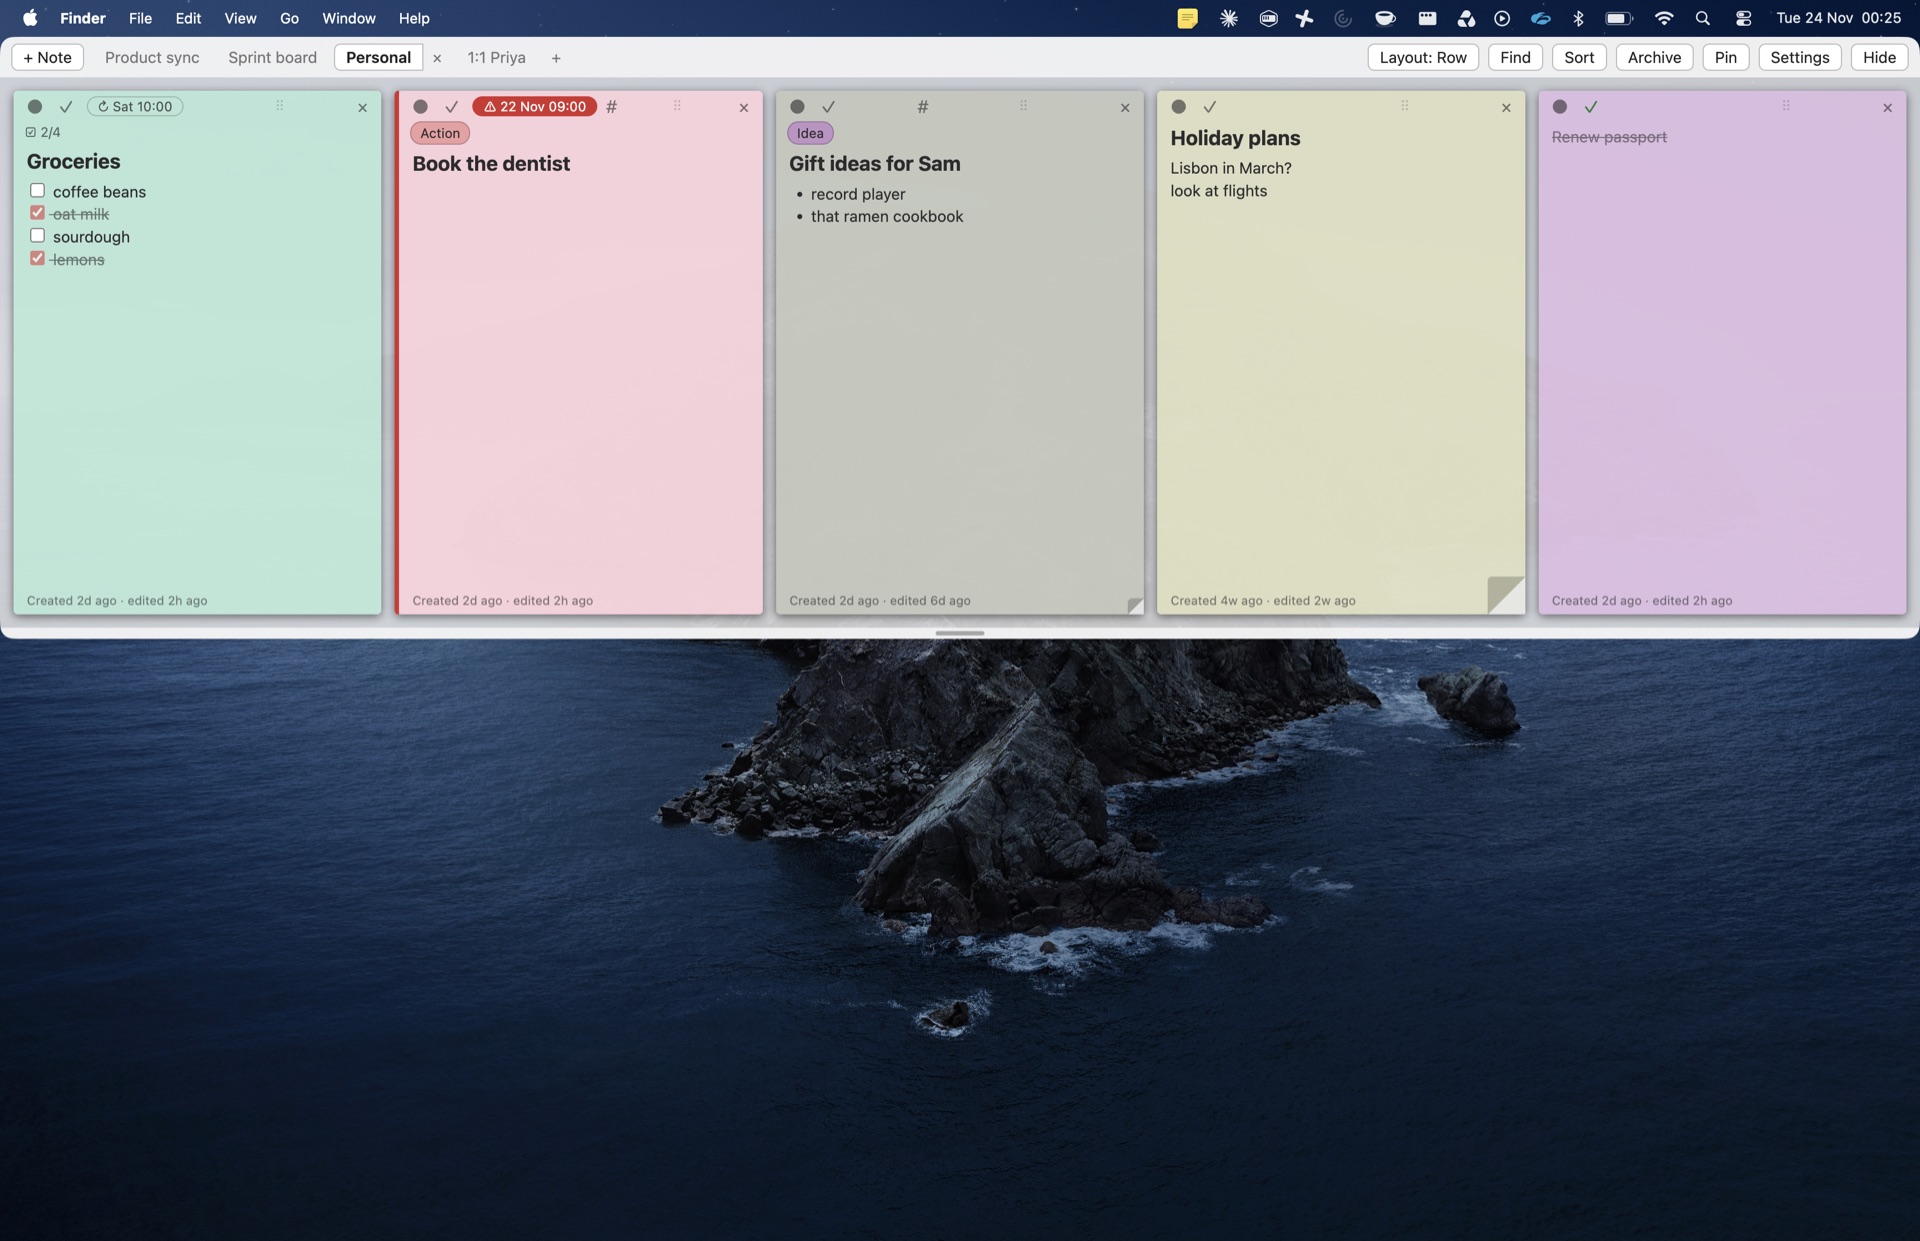 Finder File Edit View Go Window Help
Tue 24 Nov 00:25
+ Note Product sync Sprint board Personal × 1:1 Priya +
Layout: Row Find Sort Archive Pin Settings Hide
Sat 10:00
2/4
Groceries
coffee beans
oat milk
sourdough
lemons
Created 2d ago · edited 2h ago
22 Nov 09:00 #
Action
Book the dentist
Created 2d ago · edited 2h ago
#
Idea
Gift ideas for Sam
• record player
• that ramen cookbook
Created 2d ago · edited 6d ago
Holiday plans
Lisbon in March?
look at flights
Created 4w ago · edited 2w ago
Renew passport
Created 2d ago · edited 2h ago